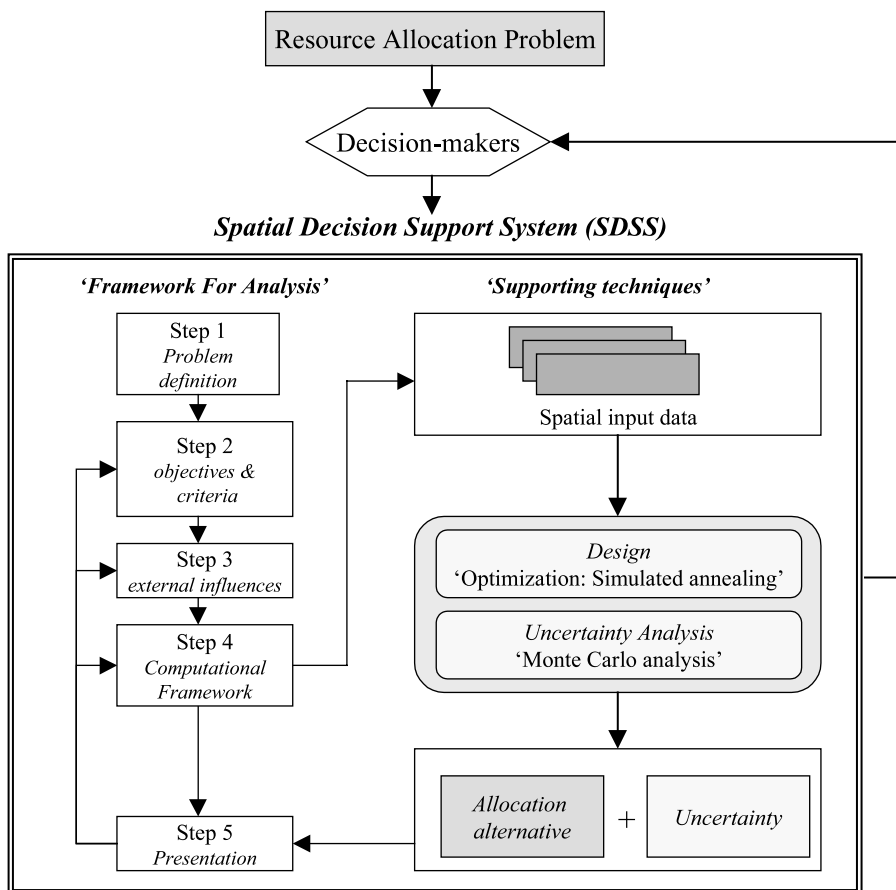 Resource Allocation Problem
Decision-makers
Spatial Decision Support System (SDSS)
‘Framework For Analysis’
Step 1
Problem
definition
Step 2
objectives &
criteria
Step 3
external influences
Step 4
Computational
Framework
Step 5
Presentation
‘Supporting techniques’
Spatial input data
Design
‘Optimization: Simulated annealing’
Uncertainty Analysis
‘Monte Carlo analysis’
Allocation
alternative
+
Uncertainty